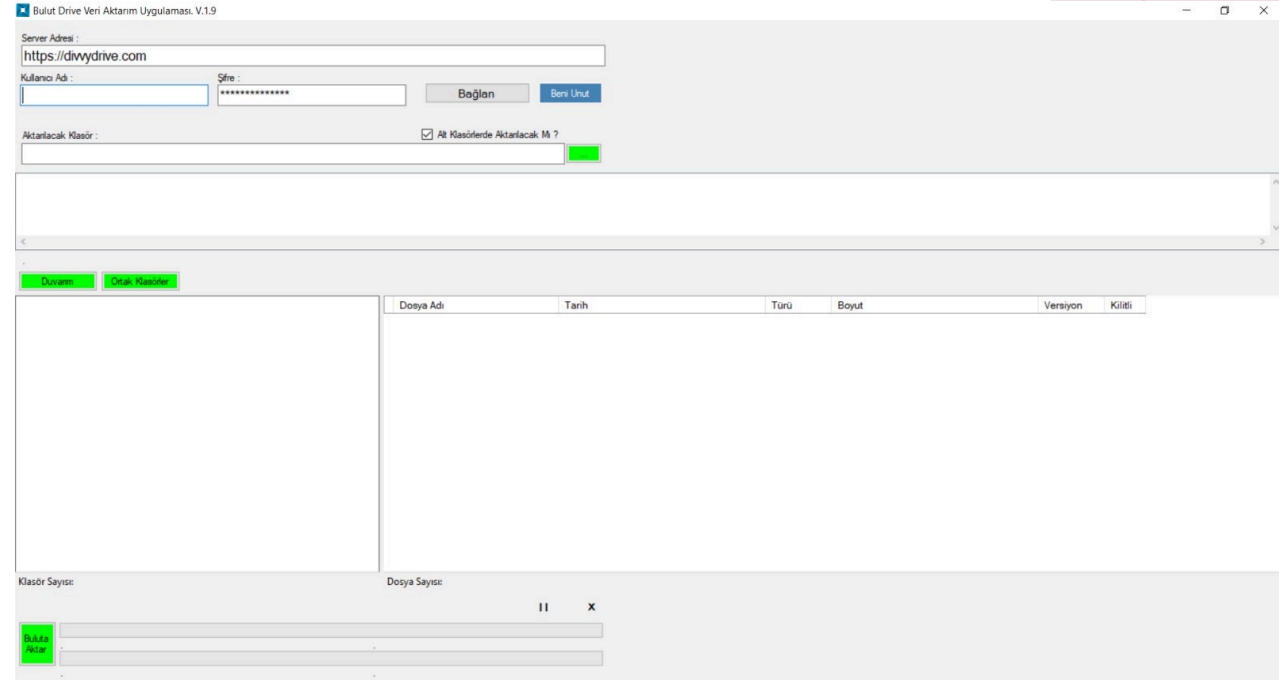 Bulut Drive Veri Aktarım Uygulaması. V.1.9
Server Adresi :
https://divvydrive.com
Kullanıcı Adı :
Şifre :
**************
Bağlan
Beni Unut
Aktarılacak Klasör :
Alt Klasörlerde Aktarılacak Mı ?
...
Duvarım
Ortak Klasörler
Dosya Adı Tarih Türü Boyut Versiyon Kilitli
Klasör Sayısı:
Dosya Sayısı:
II X
Buluta
Aktar